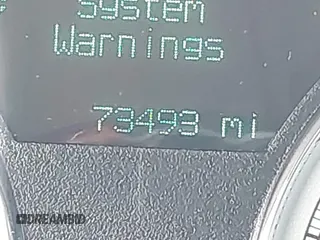 System
Warnings
73493 mi
DREAMBID